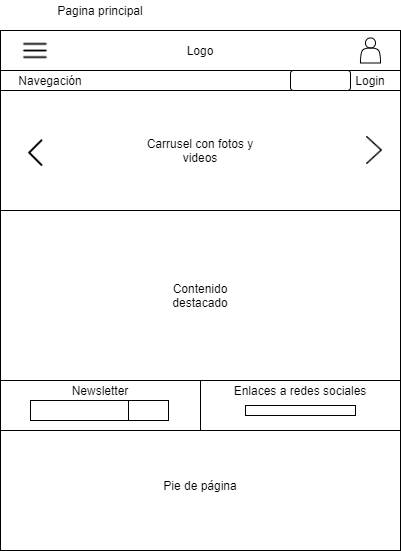 Pagina principal
Logo
Navegación
Login
Carrusel con fotos y
videos
Contenido
destacado
Newsletter
Enlaces a redes sociales
Pie de página